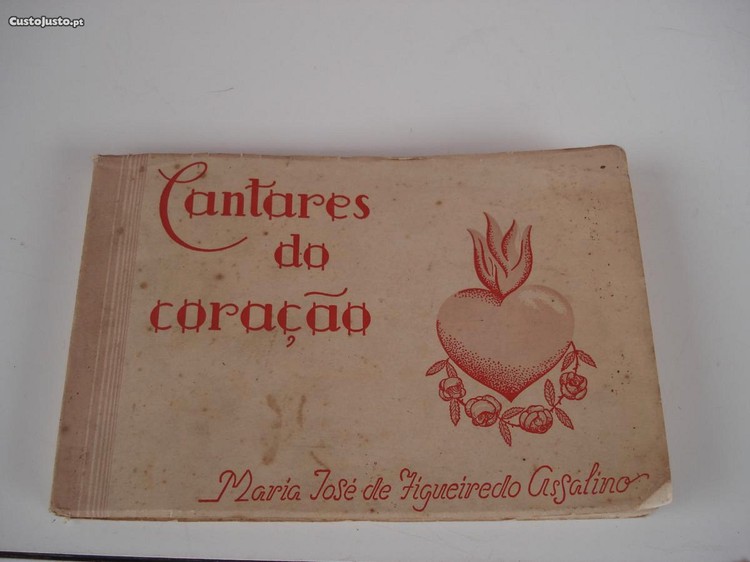 CustoJusto.pt
Cantares
do
coração
Maria José de Figueiredo Assalino